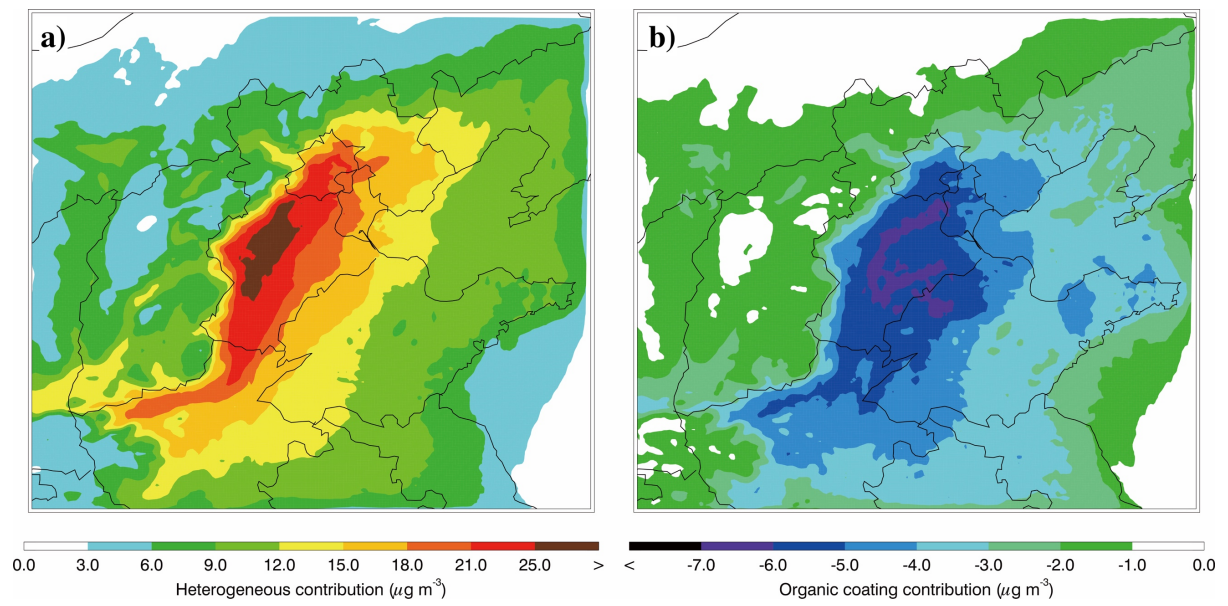 a)
b)
0.0 3.0 6.0 9.0 12.0 15.0 18.0 21.0 25.0 >
Heterogeneous contribution (μg m⁻³)
< -7.0 -6.0 -5.0 -4.0 -3.0 -2.0 -1.0 0.0
Organic coating contribution (μg m⁻³)